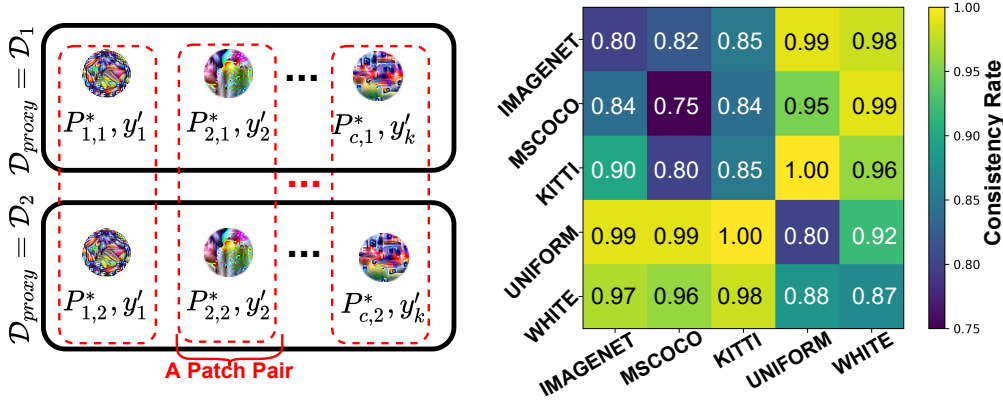 𝒟_{proxy} = 𝒟_1
P^*_{1,1}, y'_1
P^*_{2,1}, y'_2
...
P^*_{c,1}, y'_k
...
𝒟_{proxy} = 𝒟_2
P^*_{1,2}, y'_1
P^*_{2,2}, y'_2
...
P^*_{c,2}, y'_k
A Patch Pair
IMAGENET 0.80 0.82 0.85 0.99 0.98
MSCOCO 0.84 0.75 0.84 0.95 0.99
KITTI 0.90 0.80 0.85 1.00 0.96
UNIFORM 0.99 0.99 1.00 0.80 0.92
WHITE 0.97 0.96 0.98 0.88 0.87
IMAGENET MSCOCO KITTI UNIFORM WHITE
1.00
0.95
0.90
0.85
0.80
0.75
Consistency Rate